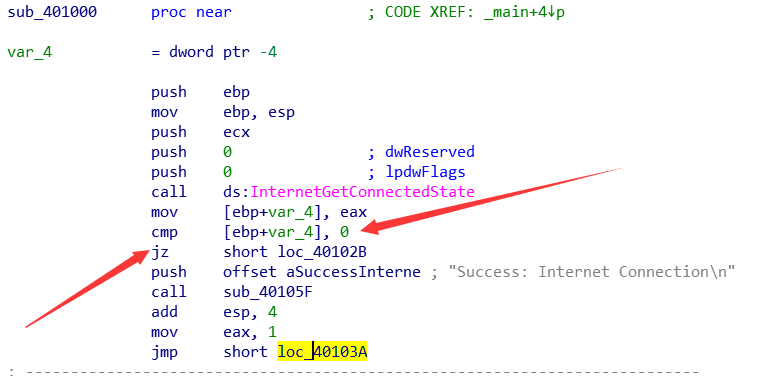 sub_401000 proc near ; CODE XREF: _main+4↓p
var_4 = dword ptr -4
push ebp
mov ebp, esp
push ecx
push 0 ; dwReserved
push 0 ; lpdwFlags
call ds:InternetGetConnectedState
mov [ebp+var_4], eax
cmp [ebp+var_4], 0
jz short loc_40102B
push offset aSuccessInterne ; "Success: Internet Connection\n"
call sub_40105F
add esp, 4
mov eax, 1
jmp short loc_40103A
; ---------------------------------------------------------------------------